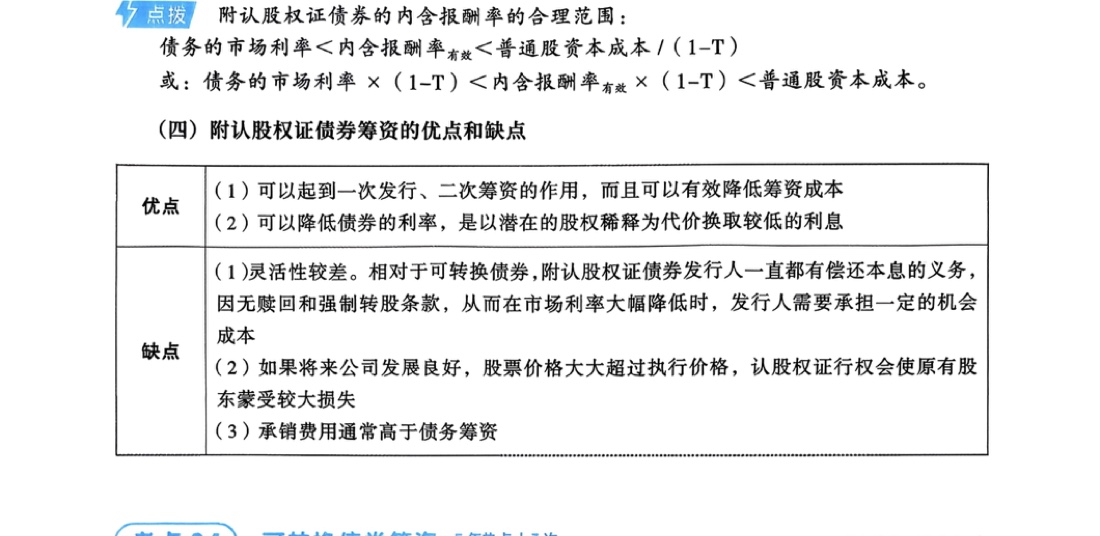 点拨 附认股权证债券的内含报酬率的合理范围：
债务的市场利率＜内含报酬率有效＜普通股资本成本 /（1-T）
或：债务的市场利率 ×（1-T）＜内含报酬率有效 ×（1-T）＜普通股资本成本。
（四）附认股权证债券筹资的优点和缺点
优点
（1）可以起到一次发行、二次筹资的作用，而且可以有效降低筹资成本
（2）可以降低债券的利率，是以潜在的股权稀释为代价换取较低的利息
缺点
（1）灵活性较差。相对于可转换债券，附认股权证债券发行人一直都有偿还本息的义务，
因无赎回和强制转股条款，从而在市场利率大幅降低时，发行人需要承担一定的机会
成本
（2）如果将来公司发展良好，股票价格大大超过执行价格，认股权证行权会使原有股
东蒙受较大损失
（3）承销费用通常高于债务筹资